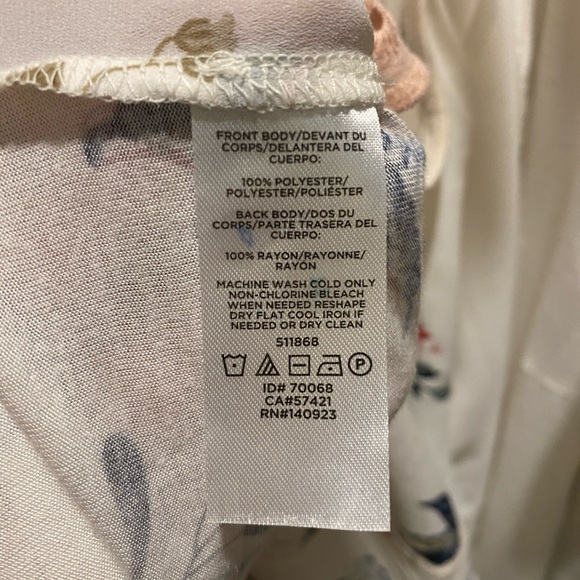 FRONT BODY/DEVANT DU
CORPS/DELANTERA DEL
CUERPO:
100% POLYESTER/
POLYESTER/POLIÉSTER
BACK BODY/DOS DU
CORPS/PARTE TRASERA DEL
CUERPO:
100% RAYON/RAYONNE/
RAYÓN
MACHINE WASH COLD ONLY
NON-CHLORINE BLEACH
WHEN NEEDED RESHAPE
DRY FLAT COOL IRON IF
NEEDED OR DRY CLEAN
511868
P
ID# 70068
CA#57421
RN#140923